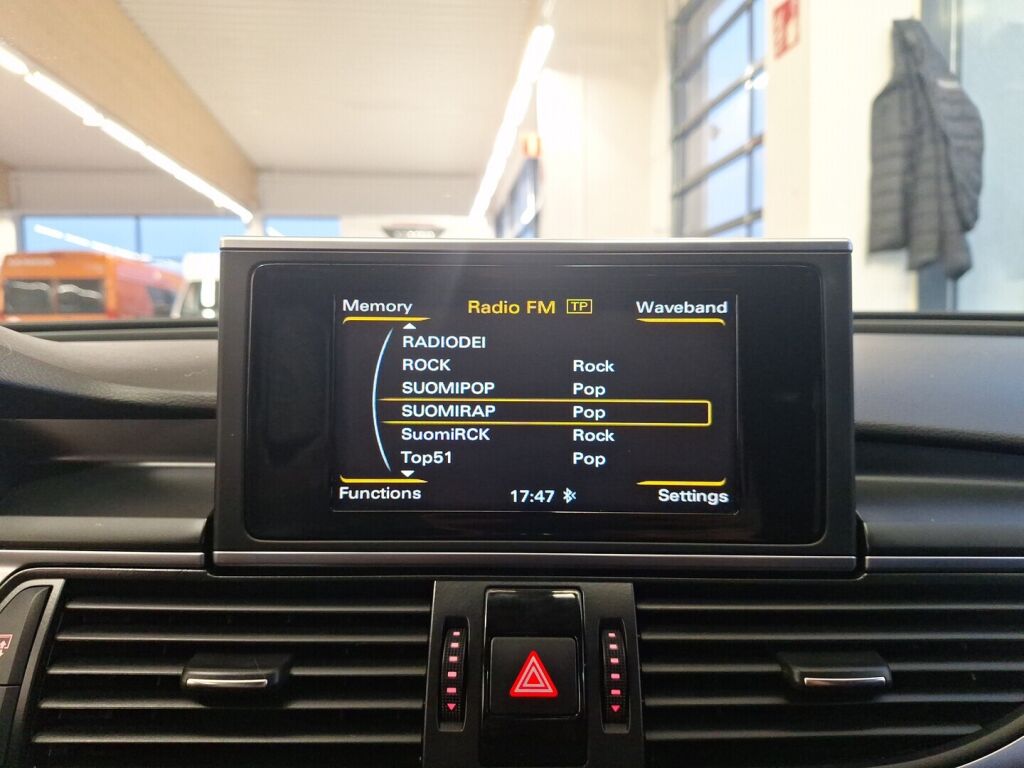 Memory Radio FM TP Waveband
RADIODEI
ROCK Rock
SUOMIPOP Pop
SUOMIRAP Pop
SuomiRCK Rock
Top51 Pop
Functions 17:47 Settings